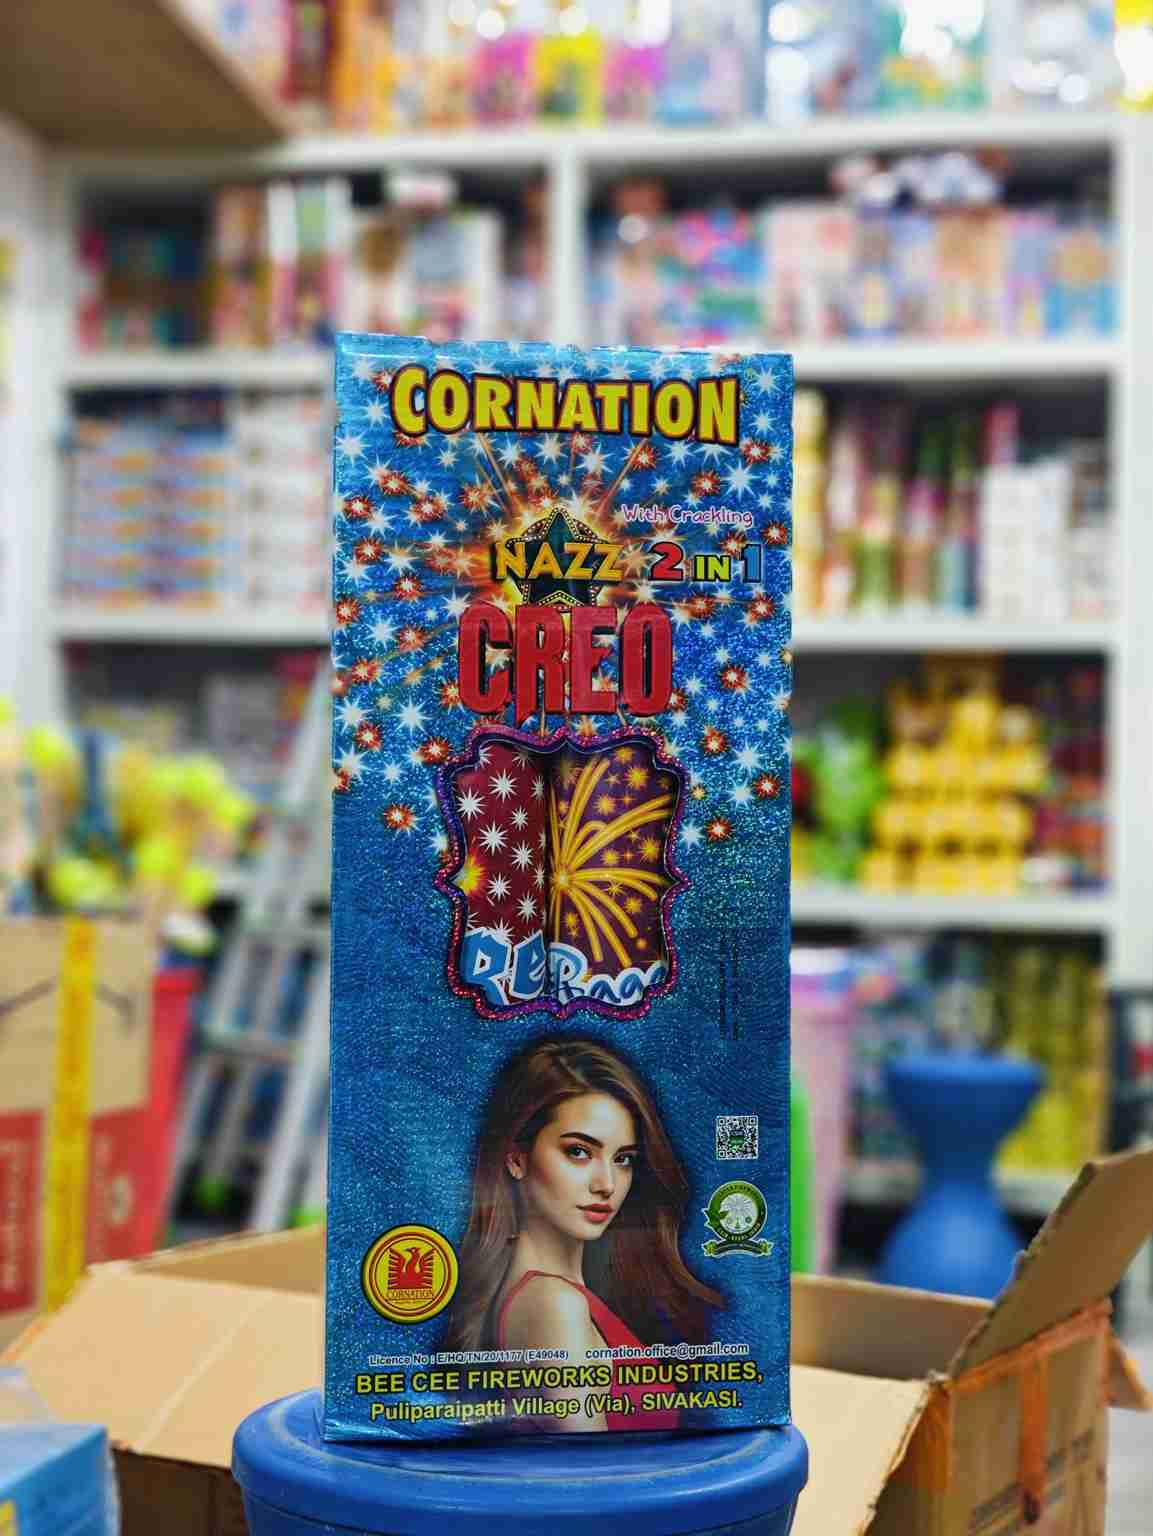 CORNATION
With Crackling
NAZZ 2 IN 1
CREO
CORNATION
Licence No : E/HQ/TN/20/1177 (E49048) cornation.office@gmail.com
BEE CEE FIREWORKS INDUSTRIES,
Puliparaipatti Village (Via), SIVAKASI.